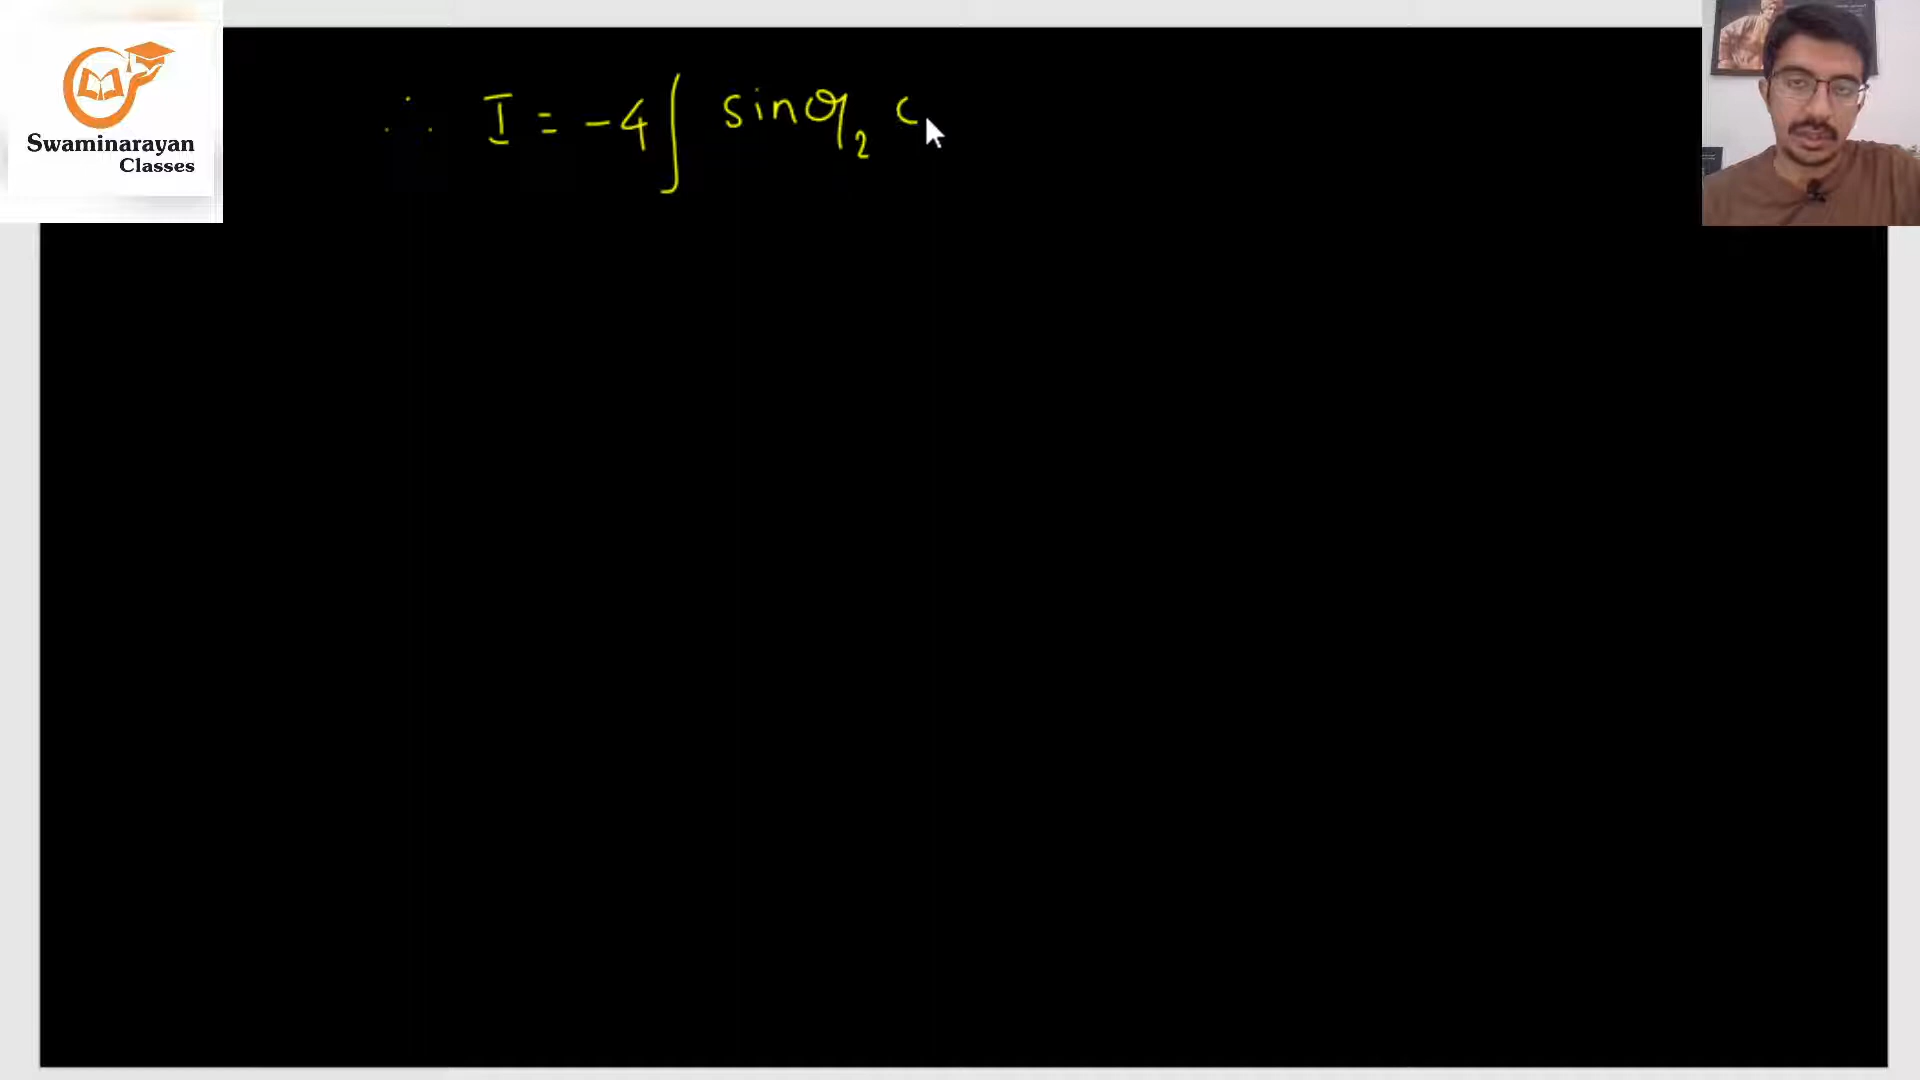 Swaminarayan
Classes
∴ I = -4∫ sin θ/2 c